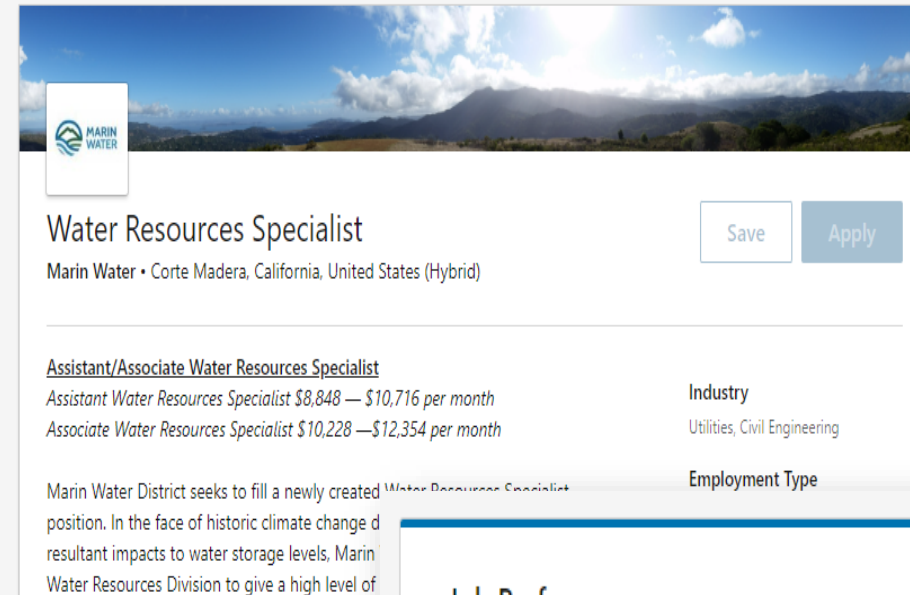 MARIN
WATER
Water Resources Specialist
Save
Apply
Marin Water • Corte Madera, California, United States (Hybrid)
Assistant/Associate Water Resources Specialist
Assistant Water Resources Specialist $8,848 — $10,716 per month
Associate Water Resources Specialist $10,228 —$12,354 per month
Industry
Utilities, Civil Engineering
Employment Type
Marin Water District seeks to fill a newly created Water Resources Specialist
position. In the face of historic climate change d
resultant impacts to water storage levels, Marin
Water Resources Division to give a high level of